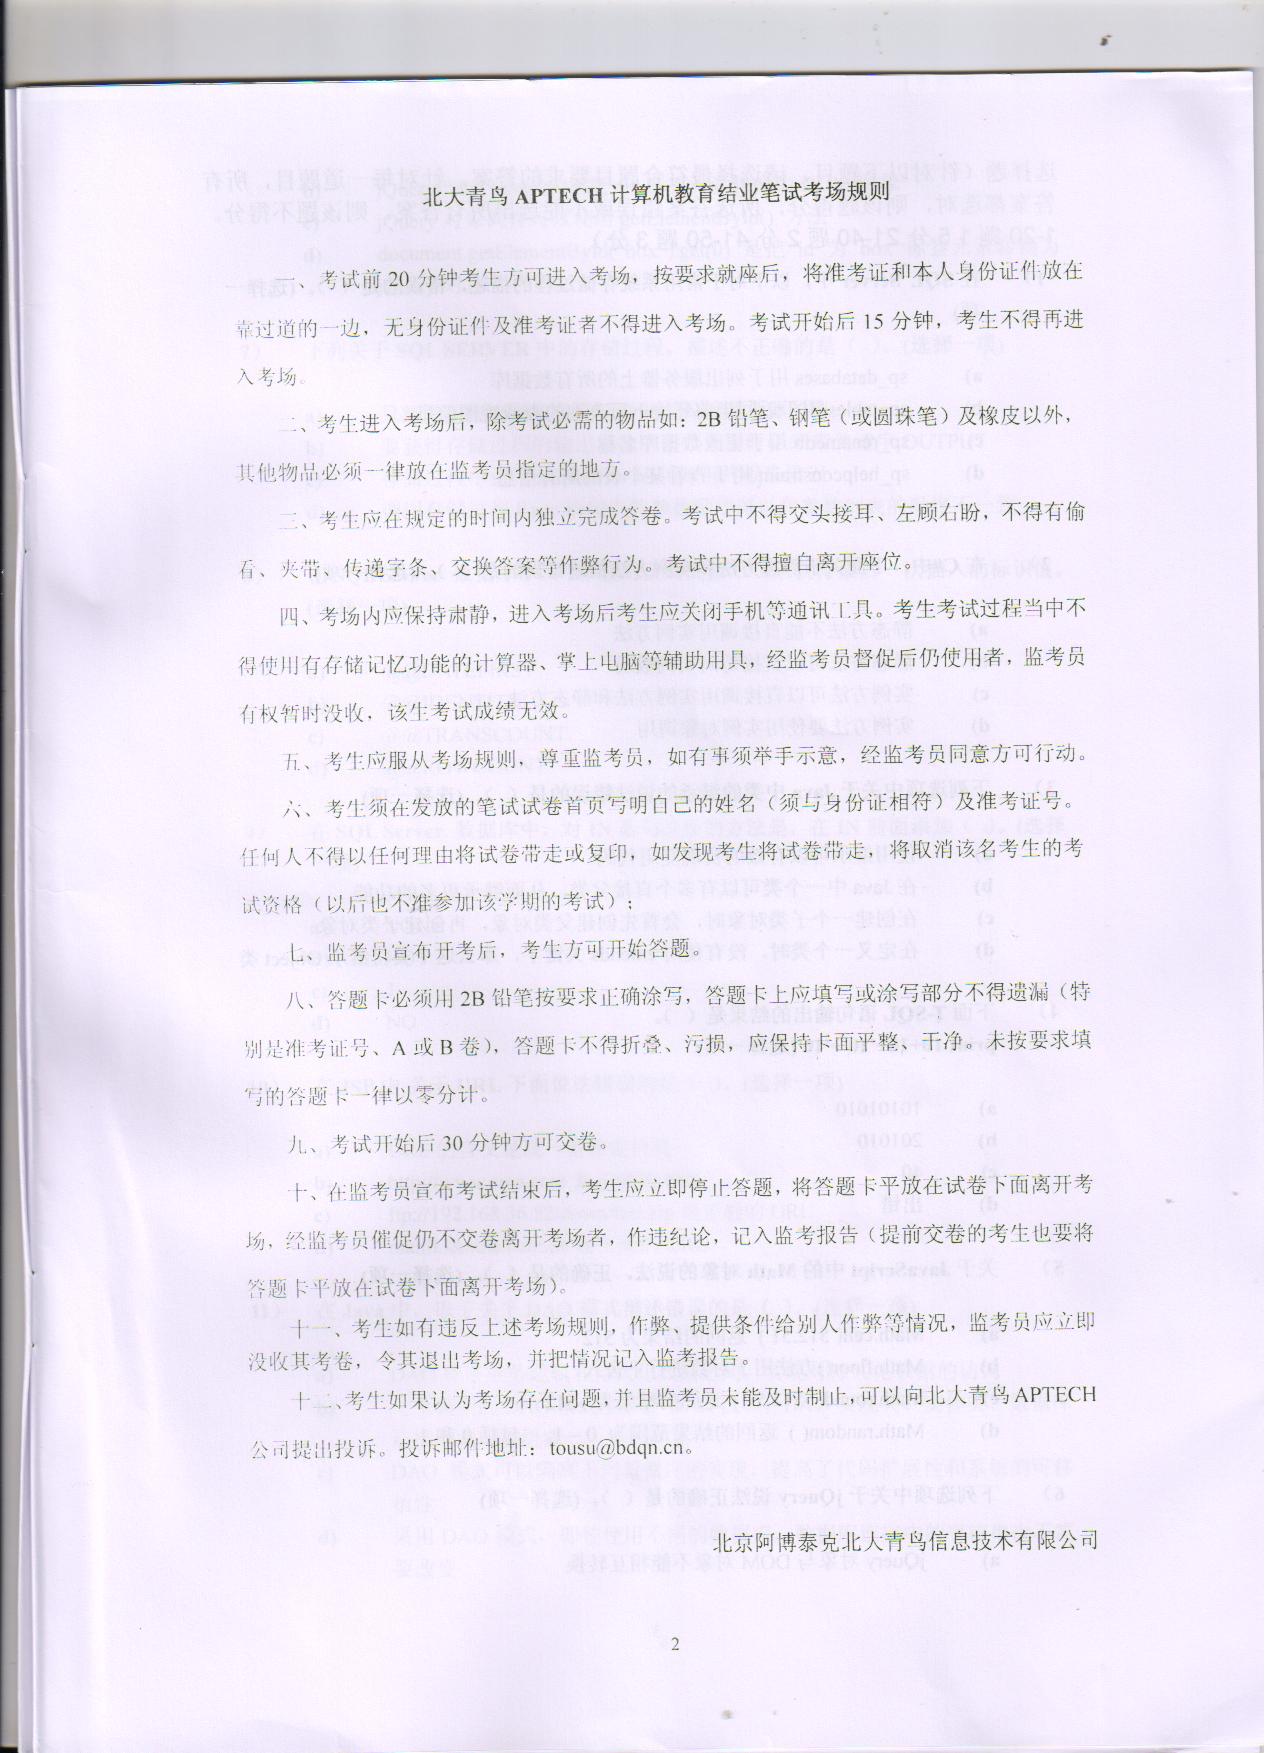 北大青鸟 APTECH 计算机教育结业笔试考场规则
一、考试前 20 分钟考生方可进入考场，按要求就座后，将准考证和本人身份证件放在
靠过道的一边，无身份证件及准考证者不得进入考场。考试开始后 15 分钟，考生不得再进
入考场。
二、考生进入考场后，除考试必需的物品如：2B 铅笔、钢笔（或圆珠笔）及橡皮以外，
其他物品必须一律放在监考员指定的地方。
三、考生应在规定的时间内独立完成答卷。考试中不得交头接耳、左顾右盼，不得有偷
看、夹带、传递字条、交换答案等作弊行为。考试中不得擅自离开座位。
四、考场内应保持肃静，进入考场后考生应关闭手机等通讯工具。考生考试过程当中不
得使用有存储记忆功能的计算器、掌上电脑等辅助用具，经监考员督促后仍使用者，监考员
有权暂时没收，该生考试成绩无效。
五、考生应服从考场规则，尊重监考员，如有事须举手示意，经监考员同意方可行动。
六、考生须在发放的笔试试卷首页写明自己的姓名（须与身份证相符）及准考证号。
任何人不得以任何理由将试卷带走或复印，如发现考生将试卷带走，将取消该名考生的考
试资格（以后也不准参加该学期的考试）；
七、监考员宣布开考后，考生方可开始答题。
八、答题卡必须用 2B 铅笔按要求正确涂写，答题卡上应填写或涂写部分不得遗漏（特
别是准考证号、A 或 B 卷），答题卡不得折叠、污损，应保持卡面平整、干净。未按要求填
写的答题卡一律以零分计。
九、考试开始后 30 分钟方可交卷。
十、在监考员宣布考试结束后，考生应立即停止答题，将答题卡平放在试卷下面离开考
场，经监考员催促仍不交卷离开考场者，作违纪论，记入监考报告（提前交卷的考生也要将
答题卡平放在试卷下面离开考场）。
十一、考生如有违反上述考场规则，作弊、提供条件给别人作弊等情况，监考员应立即
没收其考卷，令其退出考场，并把情况记入监考报告。
十二、考生如果认为考场存在问题，并且监考员未能及时制止，可以向北大青鸟 APTECH
公司提出投诉。投诉邮件地址：tousu@bdqn.cn。
北京阿博泰克北大青鸟信息技术有限公司
2